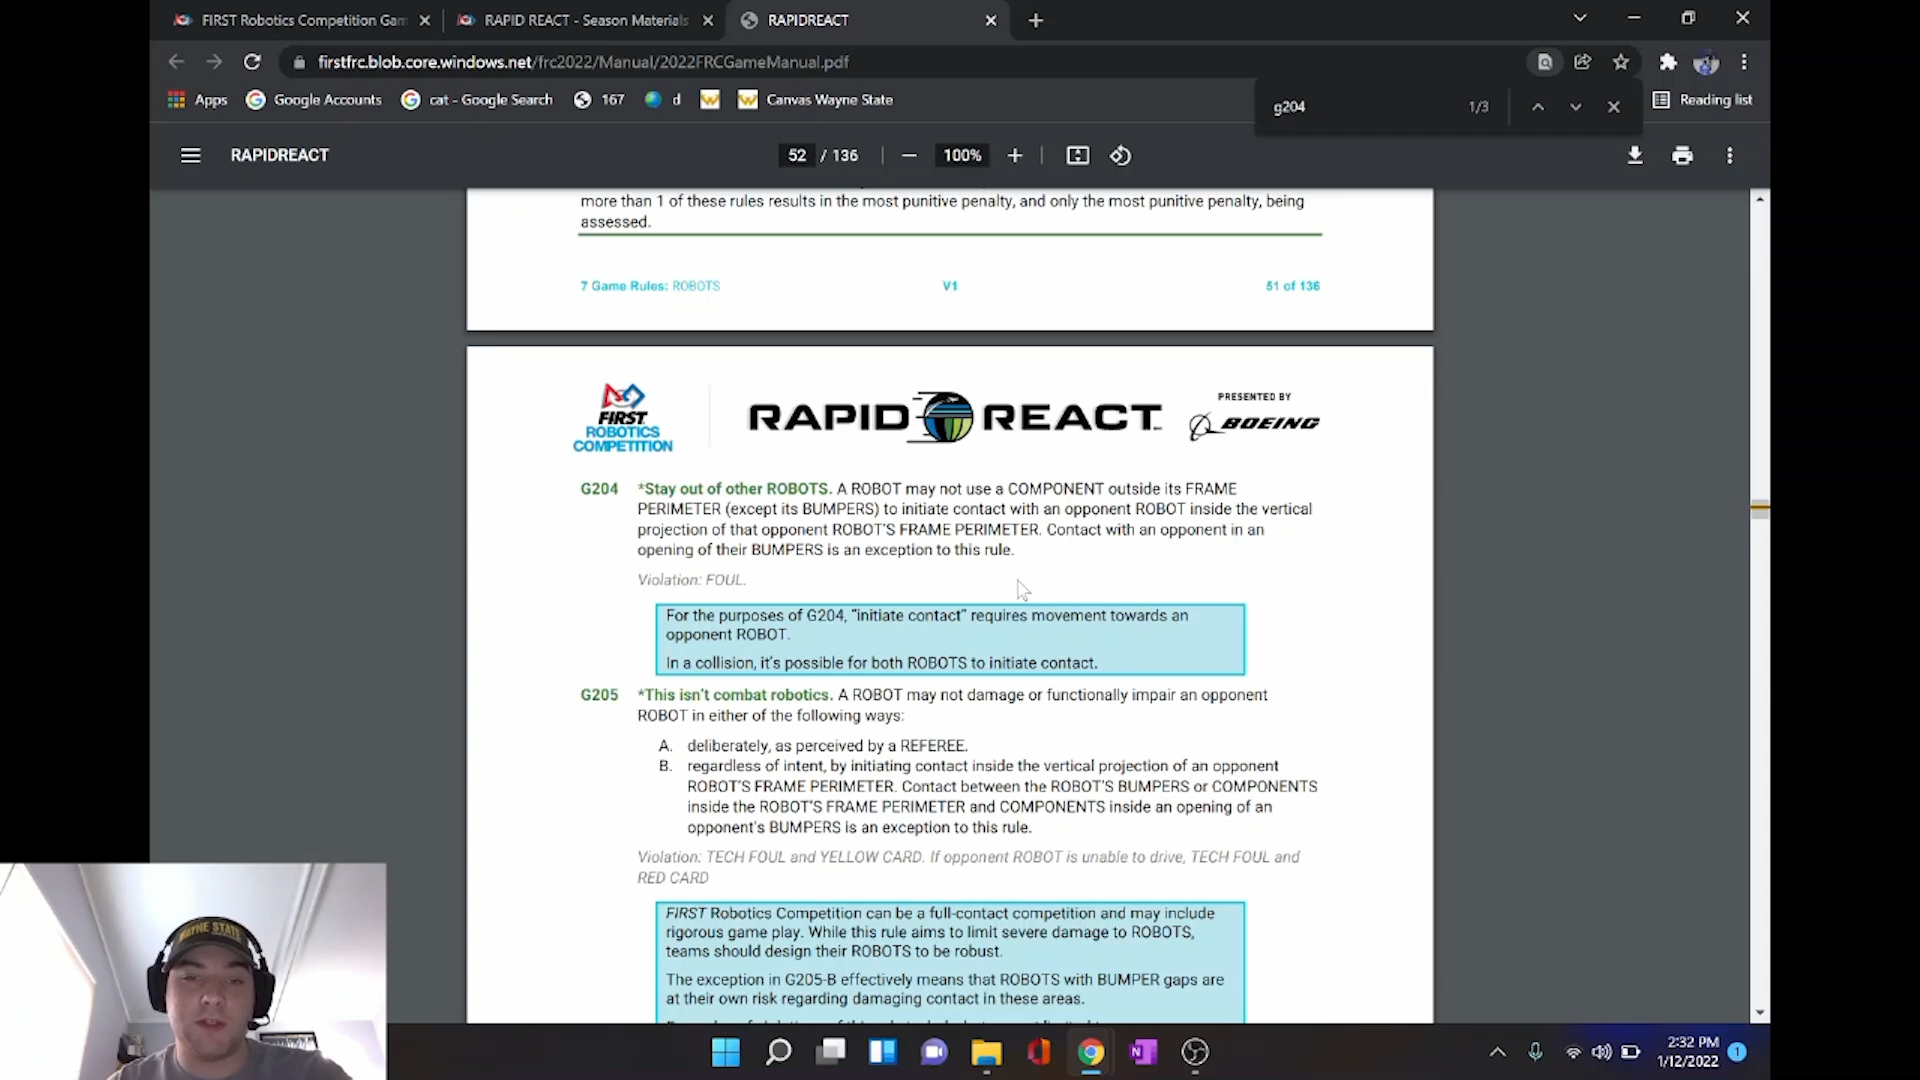 FIRST Robotics Competition Gam
RAPID REACT - Season Materials
RAPIDREACT
firstfrc.blob.core.windows.net/frc2022/Manual/2022FRCGameManual.pdf
Apps
Google Accounts
cat - Google Search
167
d
Canvas Wayne State
g204
1/3
Reading list
RAPIDREACT
52 / 136
100%
more than 1 of these rules results in the most punitive penalty, and only the most punitive penalty, being
assessed.
7 Game Rules: ROBOTS
V1
51 of 136
FIRST
ROBOTICS
COMPETITION
RAPID REACT
PRESENTED BY
BOEING
G204 *Stay out of other ROBOTS. A ROBOT may not use a COMPONENT outside its FRAME
PERIMETER (except its BUMPERS) to initiate contact with an opponent ROBOT inside the vertical
projection of that opponent ROBOT'S FRAME PERIMETER. Contact with an opponent in an
opening of their BUMPERS is an exception to this rule.
Violation: FOUL.
For the purposes of G204, "initiate contact" requires movement towards an
opponent ROBOT.
In a collision, it's possible for both ROBOTS to initiate contact.
G205 *This isn't combat robotics. A ROBOT may not damage or functionally impair an opponent
ROBOT in either of the following ways:
A. deliberately, as perceived by a REFEREE.
B. regardless of intent, by initiating contact inside the vertical projection of an opponent
ROBOT'S FRAME PERIMETER. Contact between the ROBOT'S BUMPERS or COMPONENTS
inside the ROBOT'S FRAME PERIMETER and COMPONENTS inside an opening of an
opponent's BUMPERS is an exception to this rule.
Violation: TECH FOUL and YELLOW CARD. If opponent ROBOT is unable to drive, TECH FOUL and
RED CARD
FIRST Robotics Competition can be a full-contact competition and may include
rigorous game play. While this rule aims to limit severe damage to ROBOTS,
teams should design their ROBOTS to be robust.
The exception in G205-B effectively means that ROBOTS with BUMPER gaps are
at their own risk regarding damaging contact in these areas.
WAYNE STATE
2:32 PM
1/12/2022
1